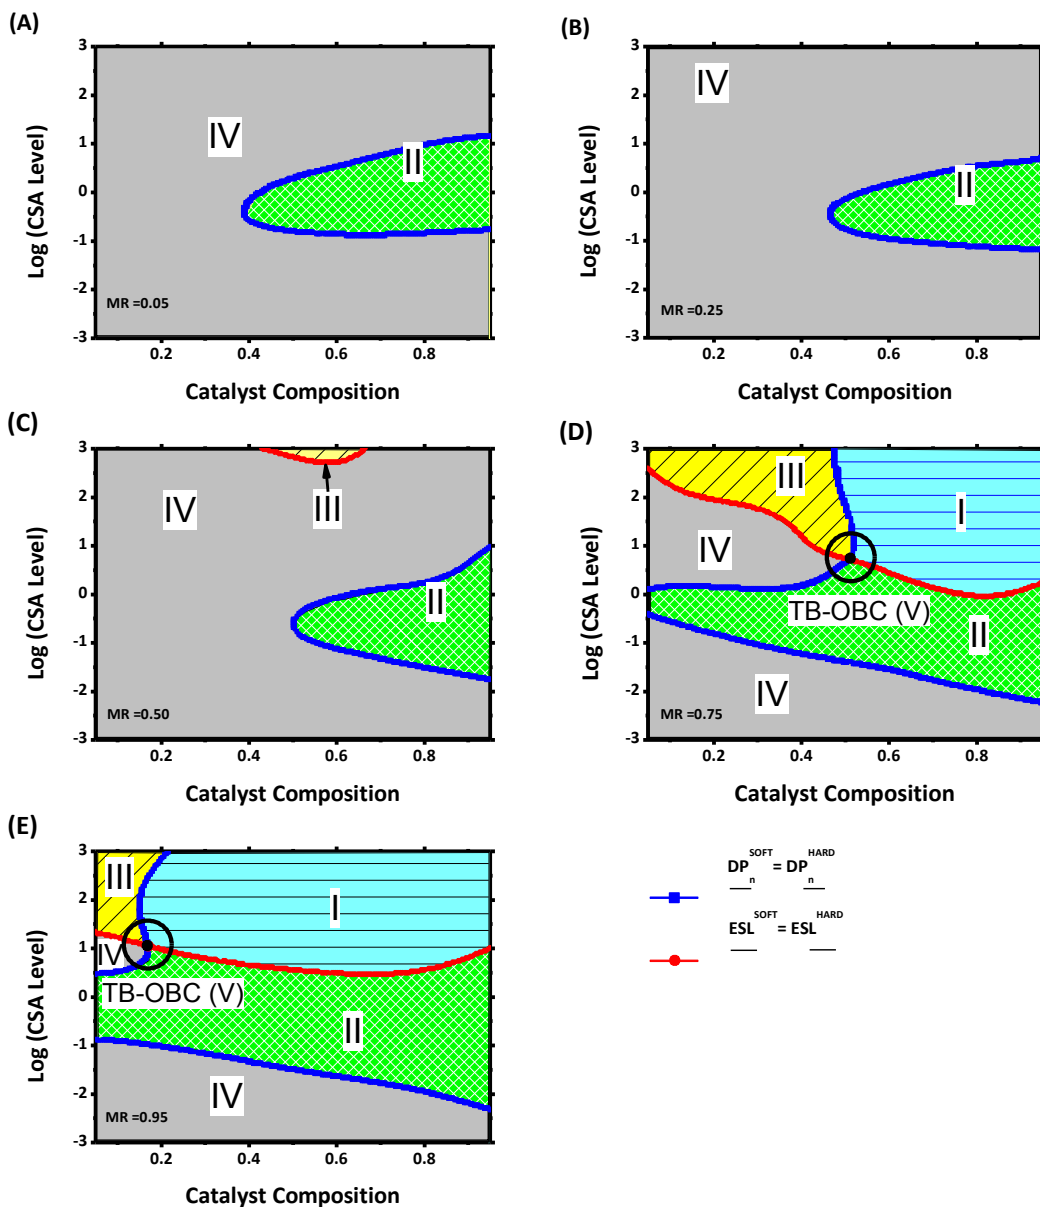 (A)
3
2
1
0
-1
-2
-3
Log (CSA Level)
IV
II
MR =0.05
0.2 0.4 0.6 0.8
Catalyst Composition
(B)
3
2
1
0
-1
-2
-3
Log (CSA Level)
IV
II
MR =0.25
0.2 0.4 0.6 0.8
Catalyst Composition
(C)
3
2
1
0
-1
-2
-3
Log (CSA Level)
IV
III
II
MR =0.50
0.2 0.4 0.6 0.8
Catalyst Composition
(D)
3
2
1
0
-1
-2
-3
Log (CSA Level)
III
I
IV
TB-OBC (V)
II
IV
MR =0.75
0.2 0.4 0.6 0.8
Catalyst Composition
(E)
3
2
1
0
-1
-2
-3
Log (CSA Level)
III
I
IV
TB-OBC (V)
II
IV
MR =0.95
0.2 0.4 0.6 0.8
Catalyst Composition
DPn SOFT = DPn HARD
ESL SOFT = ESL HARD